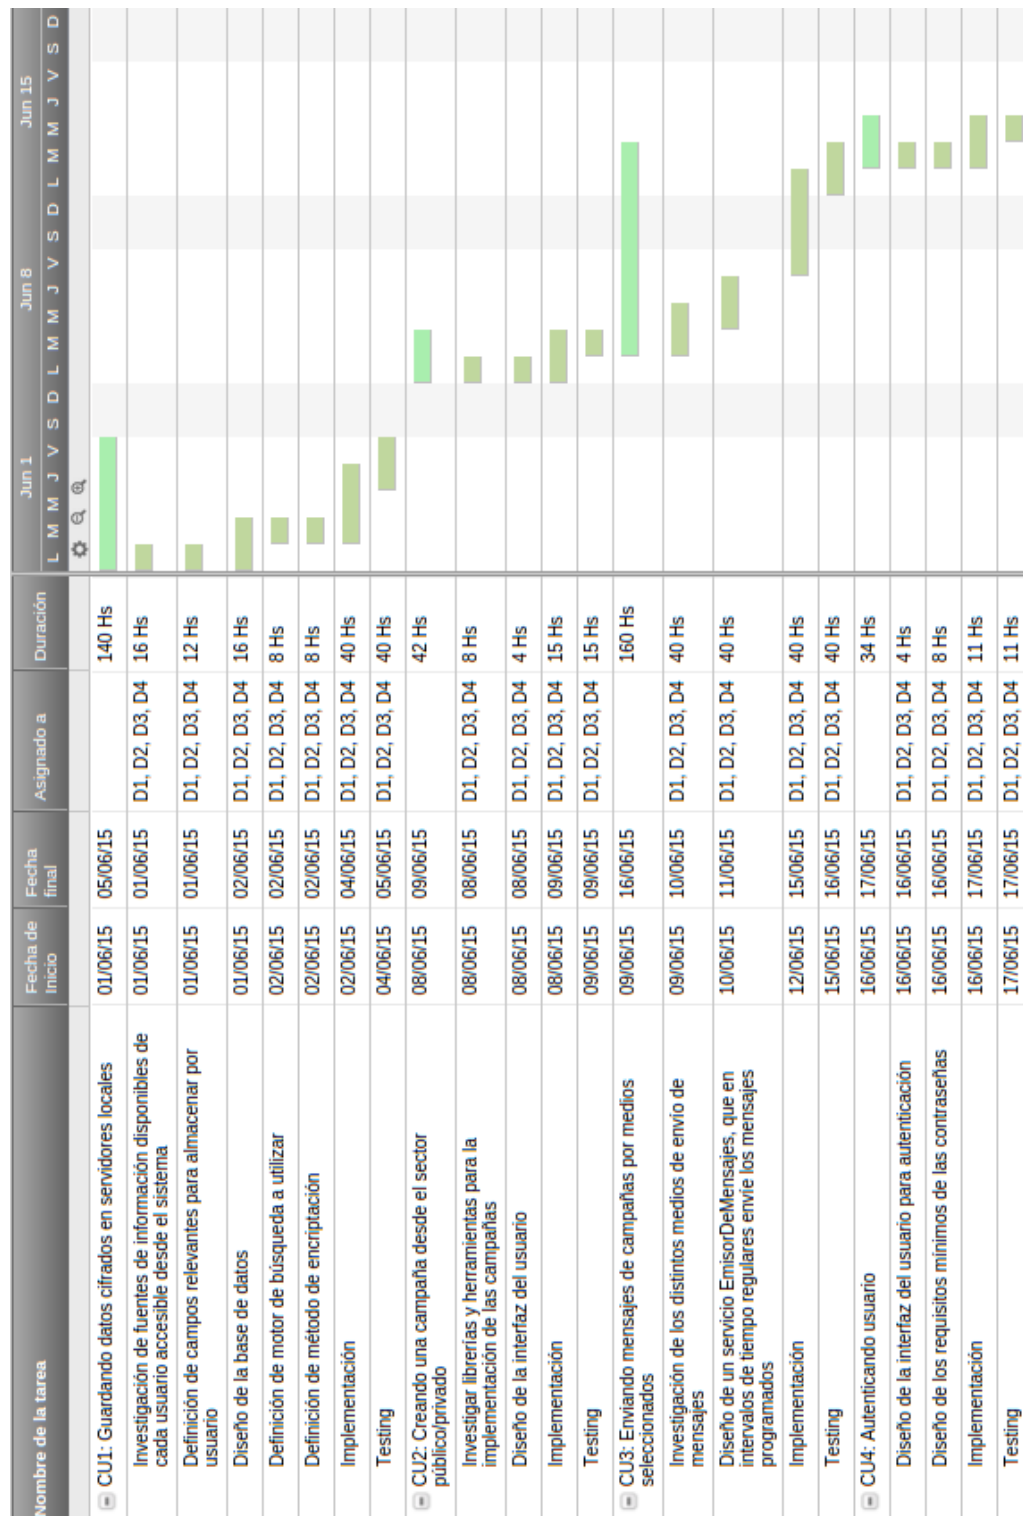 Nombre de la tarea Fecha de Inicio Fecha final Asignado a Duración
Jun 1 Jun 8 Jun 15
L M M J V S D L M M J V S D L M M J V S D
CU1: Guardando datos cifrados en servidores locales 01/06/15 05/06/15 140 Hs
Investigación de fuentes de información disponibles de
cada usuario accesible desde el sistema 01/06/15 01/06/15 D1, D2, D3, D4 16 Hs
Definición de campos relevantes para almacenar por
usuario 01/06/15 01/06/15 D1, D2, D3, D4 12 Hs
Diseño de la base de datos 01/06/15 02/06/15 D1, D2, D3, D4 16 Hs
Definición de motor de búsqueda a utilizar 02/06/15 02/06/15 D1, D2, D3, D4 8 Hs
Definición de método de encriptación 02/06/15 02/06/15 D1, D2, D3, D4 8 Hs
Implementación 02/06/15 04/06/15 D1, D2, D3, D4 40 Hs
Testing 04/06/15 05/06/15 D1, D2, D3, D4 40 Hs
CU2: Creando una campaña desde el sector
público/privado 08/06/15 09/06/15 42 Hs
Investigar librerías y herramientas para la
implementación de las campañas 08/06/15 08/06/15 D1, D2, D3, D4 8 Hs
Diseño de la interfaz del usuario 08/06/15 08/06/15 D1, D2, D3, D4 4 Hs
Implementación 08/06/15 09/06/15 D1, D2, D3, D4 15 Hs
Testing 09/06/15 09/06/15 D1, D2, D3, D4 15 Hs
CU3: Enviando mensajes de campañas por medios
seleccionados 09/06/15 16/06/15 160 Hs
Investigación de los distintos medios de envío de
mensajes 09/06/15 10/06/15 D1, D2, D3, D4 40 Hs
Diseño de un servicio EmisorDeMensajes, que en
intervalos de tiempo regulares envíe los mensajes
programados 10/06/15 11/06/15 D1, D2, D3, D4 40 Hs
Implementación 12/06/15 15/06/15 D1, D2, D3, D4 40 Hs
Testing 15/06/15 16/06/15 D1, D2, D3, D4 40 Hs
CU4: Autenticando usuario 16/06/15 17/06/15 34 Hs
Diseño de la interfaz del usuario para autenticación 16/06/15 16/06/15 D1, D2, D3, D4 4 Hs
Diseño de los requisitos mínimos de las contraseñas 16/06/15 16/06/15 D1, D2, D3, D4 8 Hs
Implementación 16/06/15 17/06/15 D1, D2, D3, D4 11 Hs
Testing 17/06/15 17/06/15 D1, D2, D3, D4 11 Hs